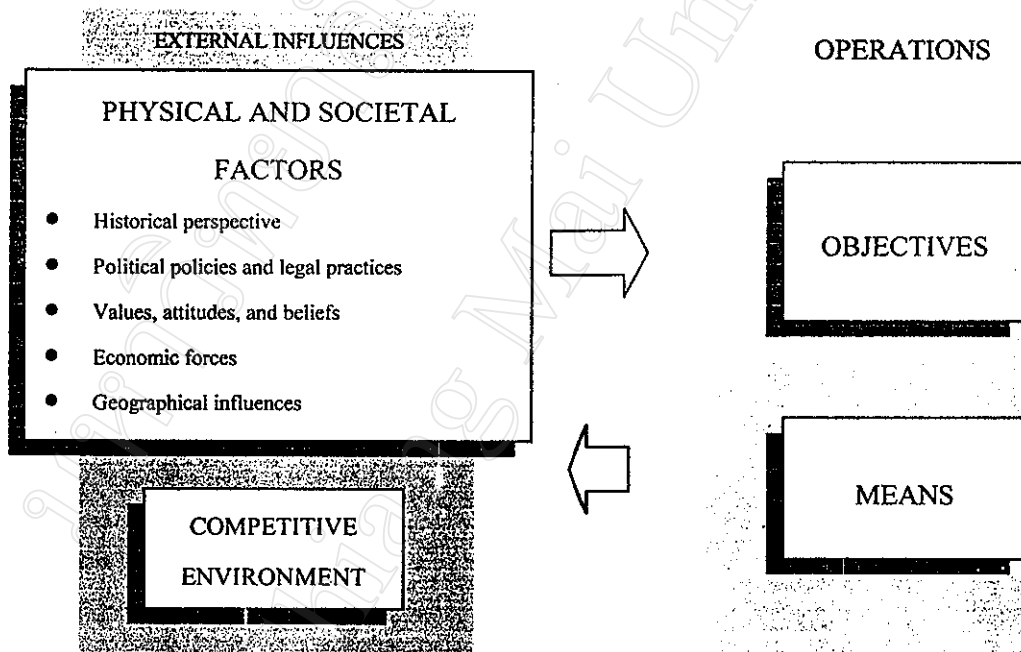 EXTERNAL INFLUENCES
PHYSICAL AND SOCIETAL
FACTORS
● Historical perspective
● Political policies and legal practices
● Values, attitudes, and beliefs
● Economic forces
● Geographical influences
COMPETITIVE
ENVIRONMENT
OPERATIONS
OBJECTIVES
MEANS